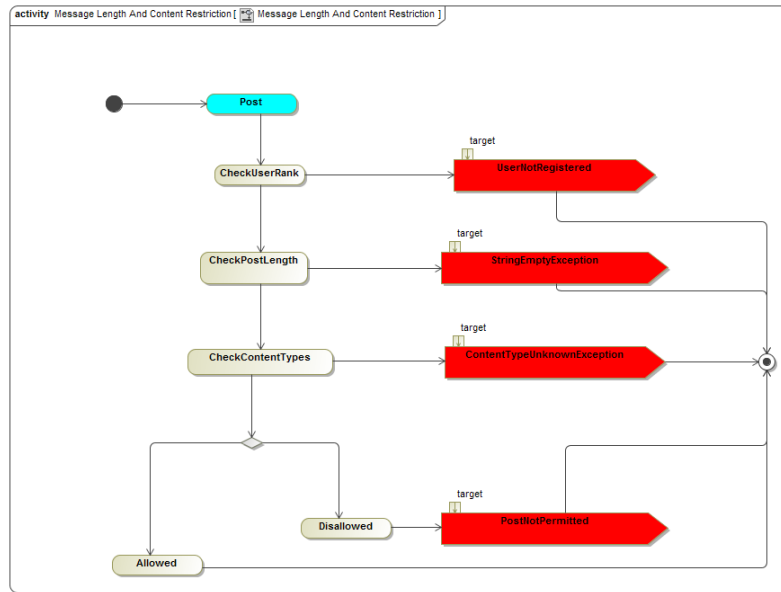 activity Message Length And Content Restriction [ Message Length And Content Restriction ]
Post
target
CheckUserRank
UserNotRegistered
target
CheckPostLength
StringEmptyException
target
CheckContentTypes
ContentTypeUnknownException
target
Disallowed
PostNotPermitted
Allowed